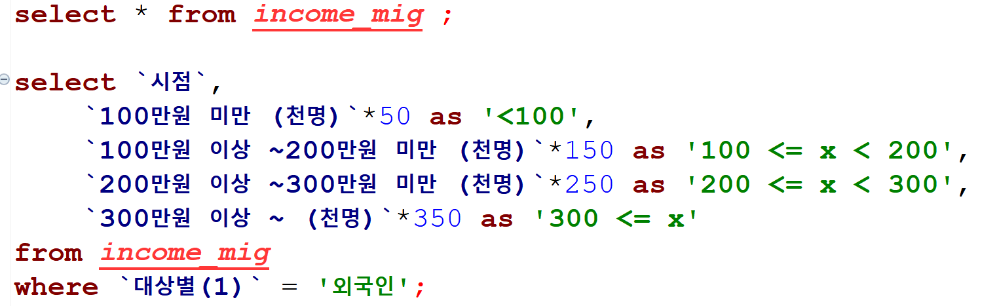 select * from income_mig ;
select `시점`,
`100만원 미만 (천명)`*50 as '<100',
`100만원 이상 ~200만원 미만 (천명)`*150 as '100 <= x < 200',
`200만원 이상 ~300만원 미만 (천명)`*250 as '200 <= x < 300',
`300만원 이상 ~ (천명)`*350 as '300 <= x'
from income_mig
where `대상별(1)` = '외국인';